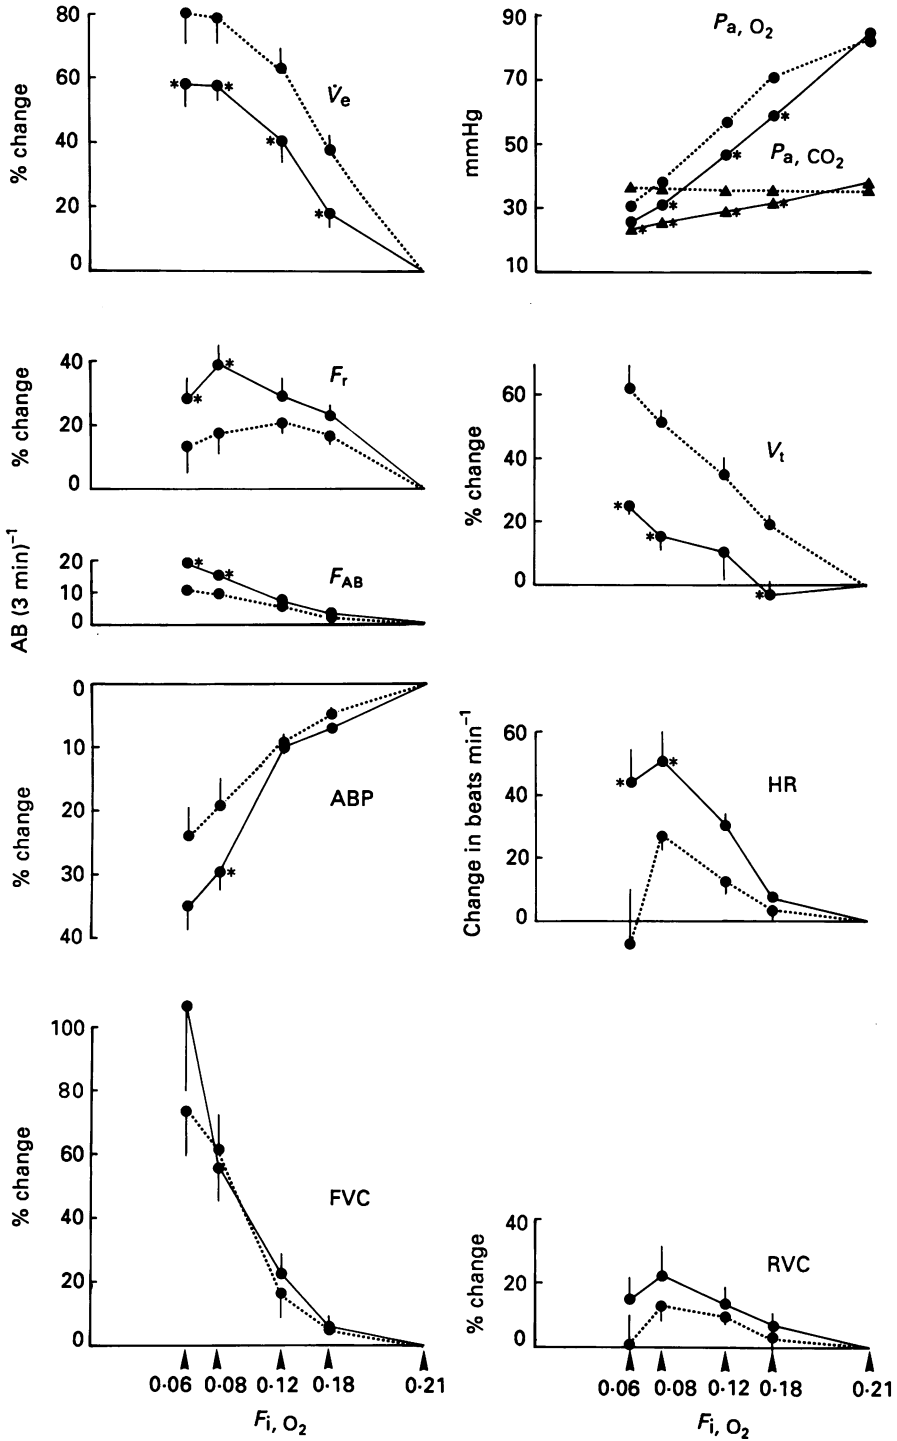 80
60
40
20
0
% change
V̇e
*
*
*
*
90
70
50
30
10
mmHg
Pa, O2
Pa, CO2
*
*
*
*
*
*
*
40
20
0
% change
Fr
*
*
60
40
20
0
% change
Vt
*
*
*
20
10
0
AB (3 min)−1
FAB
*
*
0
10
20
30
40
% change
ABP
*
60
40
20
0
Change in beats min−1
HR
*
*
100
80
60
40
20
0
% change
FVC
0·06 0·08 0·12 0·18 0·21
Fi, O2
40
20
0
% change
RVC
0·06 0·08 0·12 0·18 0·21
Fi, O2